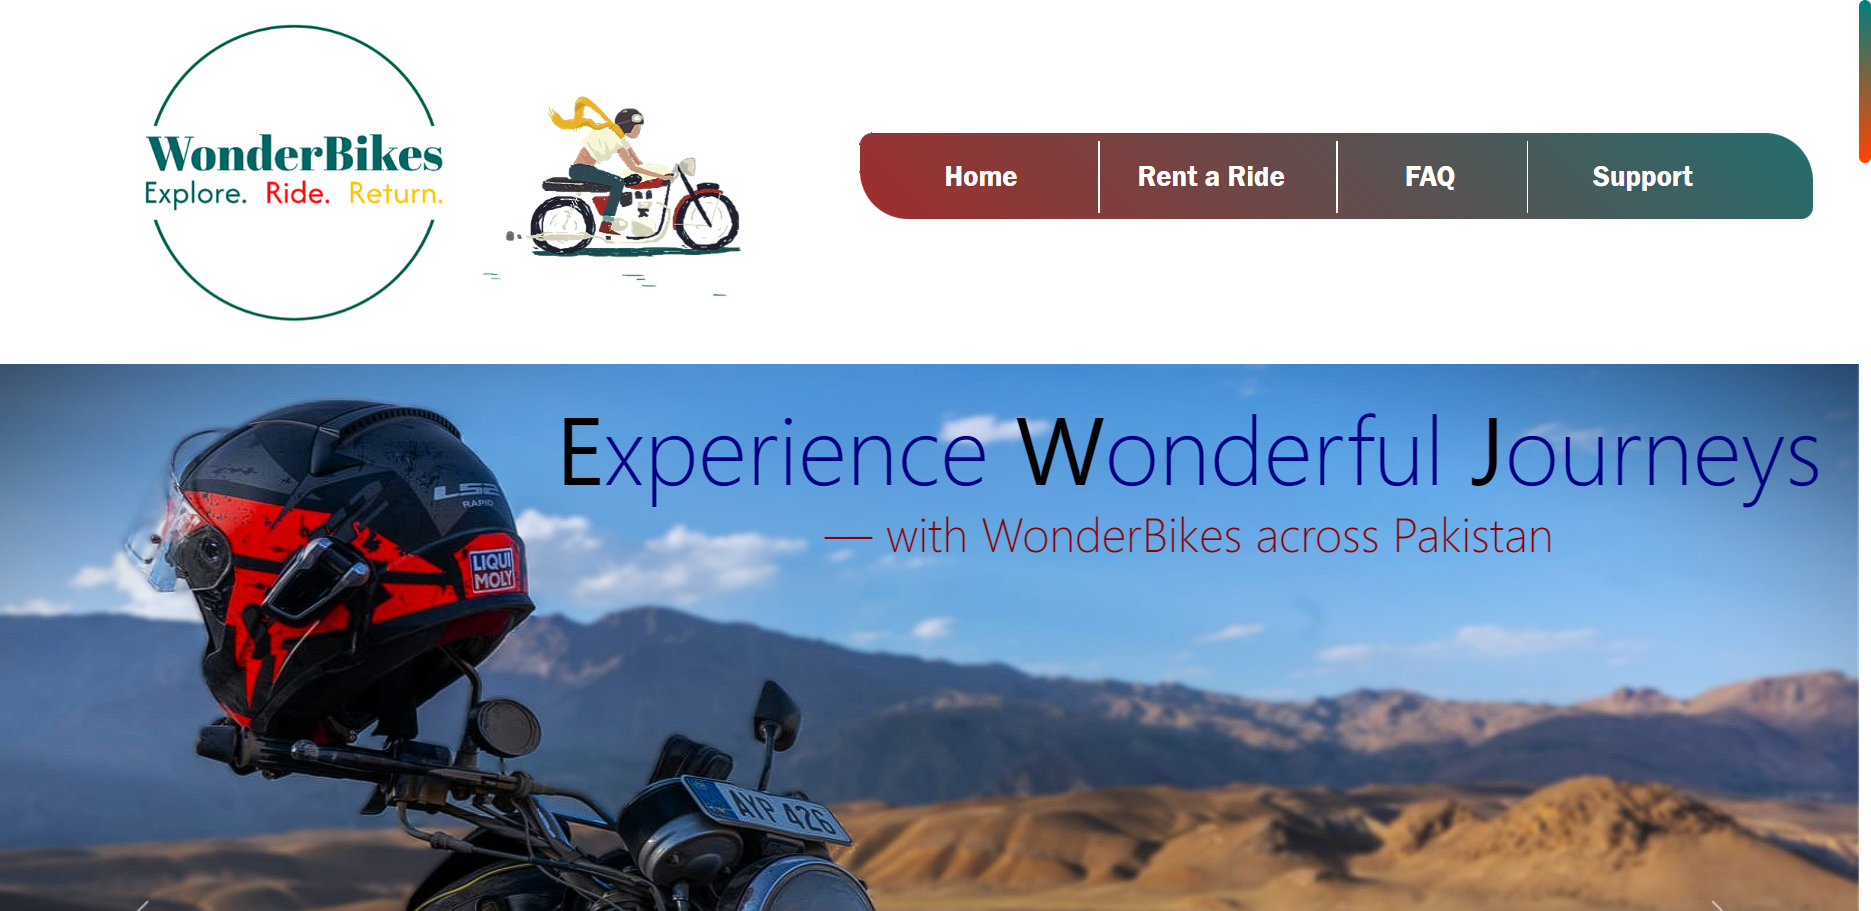 WonderBikes
Explore. Ride. Return.
Home Rent a Ride FAQ Support
Experience Wonderful Journeys
— with WonderBikes across Pakistan
LS2
RAPID
LIQUI
MOLY
AYP 426